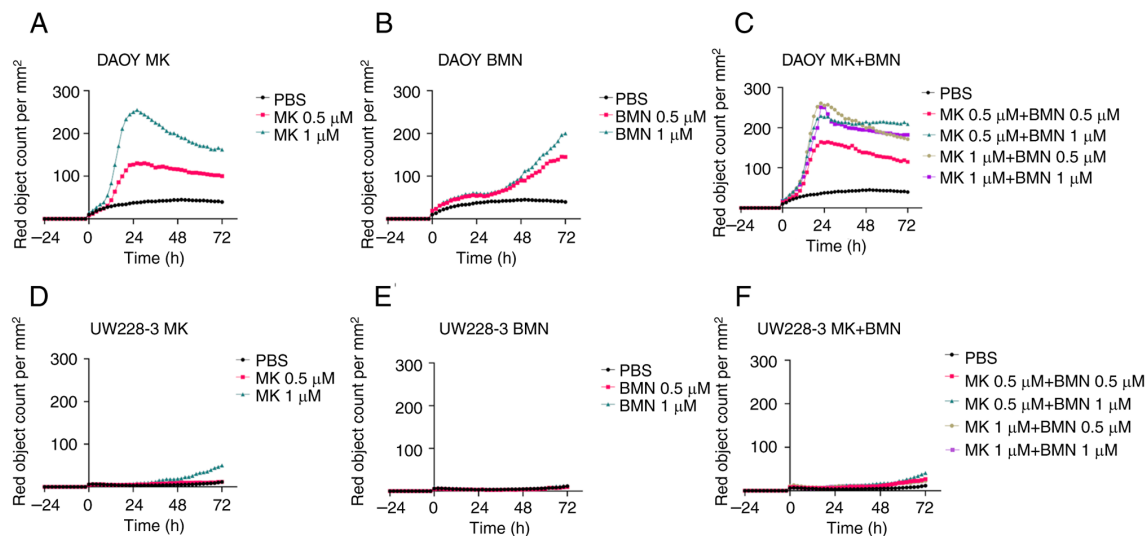 A
DAOY MK
Red object count per mm²
300
200
100
–24 0 24 48 72
Time (h)
PBS
MK 0.5 µM
MK 1 µM
B
DAOY BMN
Red object count per mm²
300
200
100
–24 0 24 48 72
Time (h)
PBS
BMN 0.5 µM
BMN 1 µM
C
DAOY MK+BMN
Red object count per mm²
300
200
100
–24 0 24 48 72
Time (h)
PBS
MK 0.5 µM+BMN 0.5 µM
MK 0.5 µM+BMN 1 µM
MK 1 µM+BMN 0.5 µM
MK 1 µM+BMN 1 µM
D
UW228-3 MK
Red object count per mm²
300
200
100
–24 0 24 48 72
Time (h)
PBS
MK 0.5 µM
MK 1 µM
E
UW228-3 BMN
Red object count per mm²
300
200
100
–24 0 24 48 72
Time (h)
PBS
BMN 0.5 µM
BMN 1 µM
F
UW228-3 MK+BMN
Red object count per mm²
300
200
100
–24 0 24 48 72
Time (h)
PBS
MK 0.5 µM+BMN 0.5 µM
MK 0.5 µM+BMN 1 µM
MK 1 µM+BMN 0.5 µM
MK 1 µM+BMN 1 µM